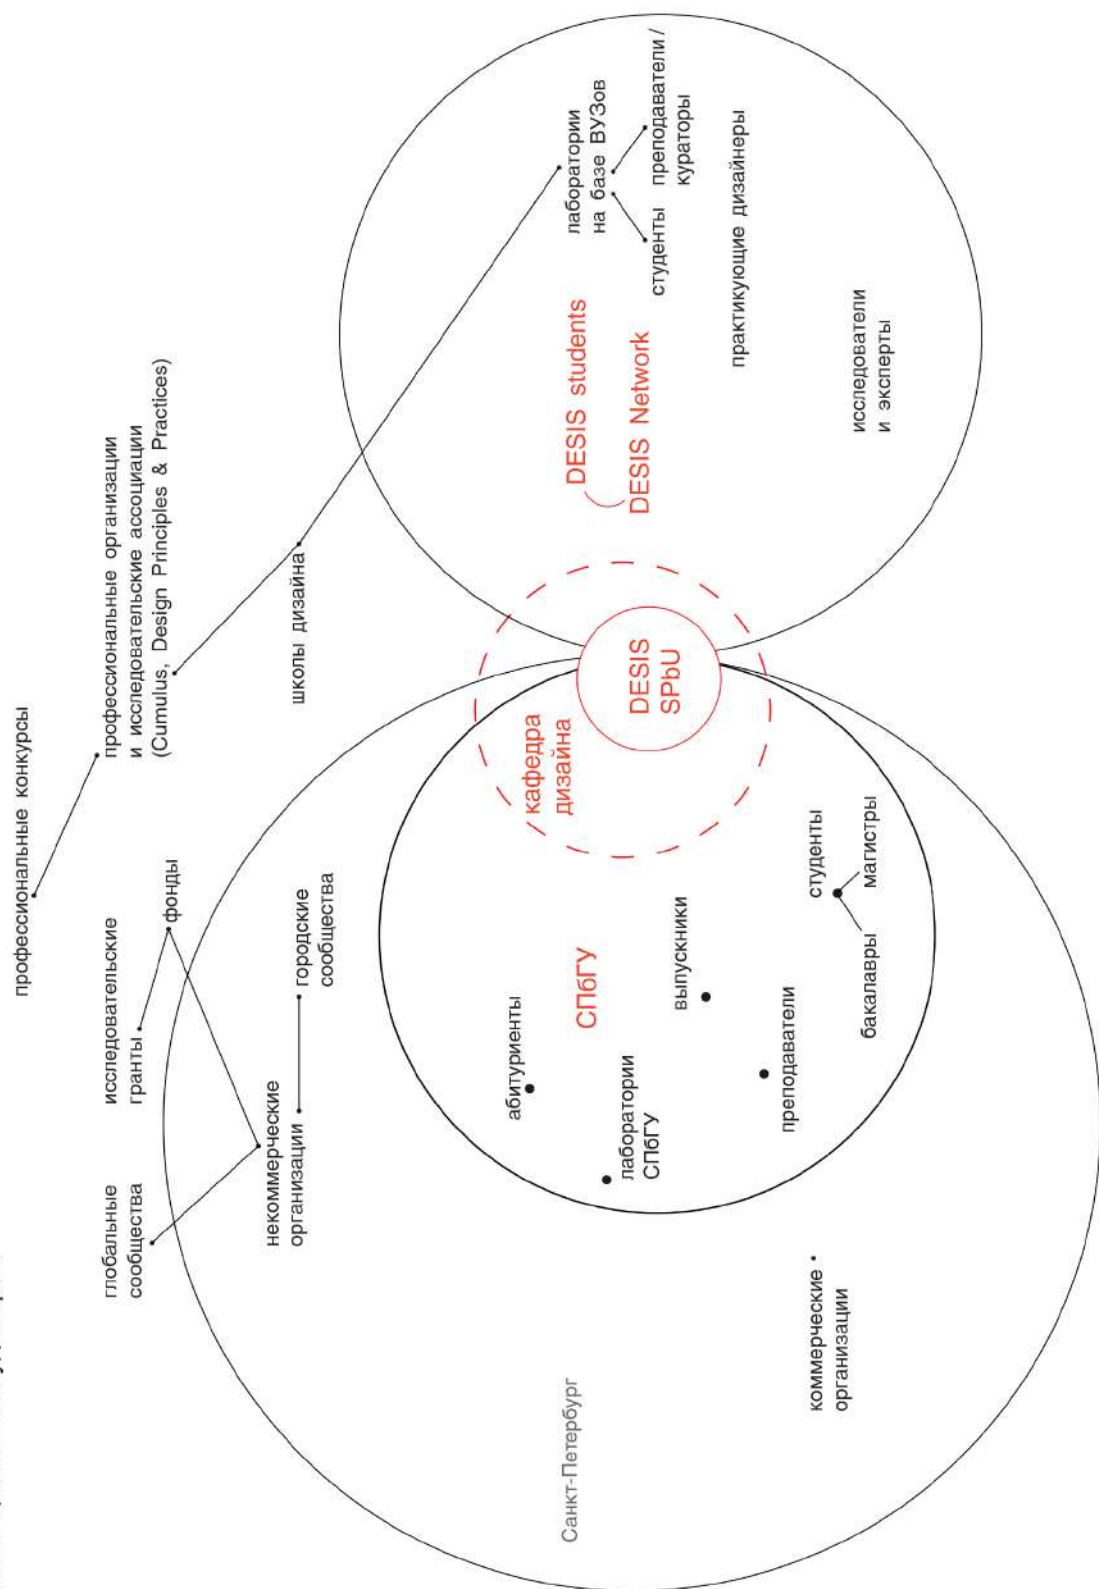 профессиональные конкурсы
профессиональные организации
и исследовательские ассоциации
(Cumulus, Design Principles & Practices)
исследовательские
гранты
фонды
глобальные
сообщества
некоммерческие
организации
городские
сообщества
школы дизайна
лаборатории
на базе ВУЗов
студенты
преподаватели /
кураторы
DESIS students
DESIS Network
практикующие дизайнеры
исследователи
и эксперты
кафедра
дизайна
DESIS
SPbU
абитуриенты
СПбГУ
лаборатории
СПбГУ
выпускники
преподаватели
студенты
бакалавры
магистры
Санкт-Петербург
коммерческие
организации